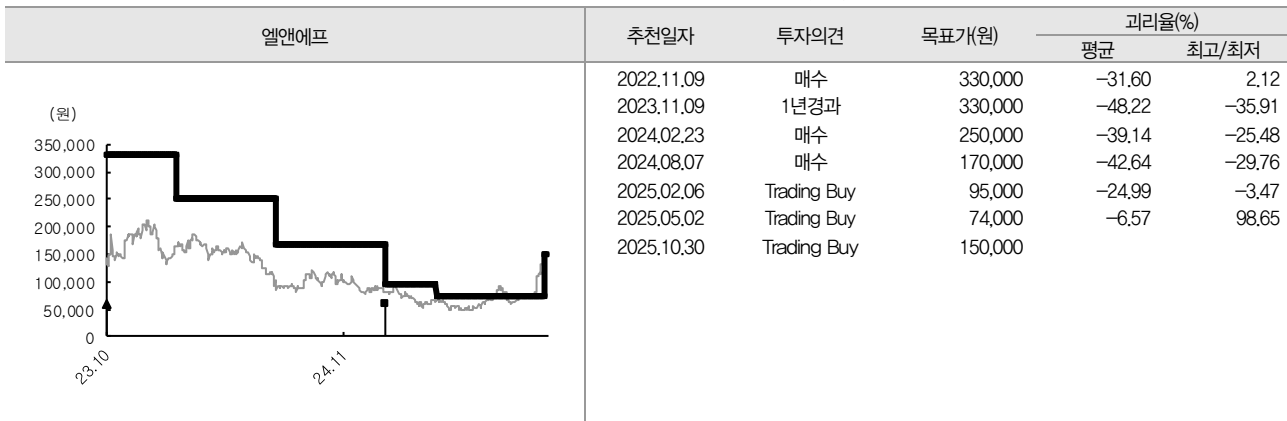 엘앤에프
추천일자 투자의견 목표가(원) 괴리율(%)
평균 최고/최저
2022.11.09 매수 330,000 −31.60 2.12
2023.11.09 1년경과 330,000 −48.22 −35.91
2024.02.23 매수 250,000 −39.14 −25.48
2024.08.07 매수 170,000 −42.64 −29.76
2025.02.06 Trading Buy 95,000 −24.99 −3.47
2025.05.02 Trading Buy 74,000 −6.57 98.65
2025.10.30 Trading Buy 150,000
(원)
350,000
300,000
250,000
200,000
150,000
100,000
50,000
0
23.10 24.11